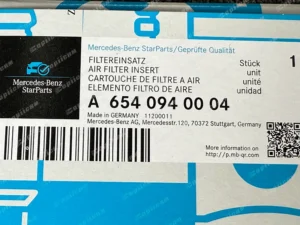 Mercedes-Benz StarParts/Geprüfte Qualität
Mercedes-Benz
StarParts
FILTEREINSATZ
AIR FILTER INSERT
CARTOUCHE DE FILTRE A AIR
ELEMENTO FILTRO DE AIRE
Stück
unit
unité
unidad
1
A 654 094 00 04
Made in GERMANY 11200011
Mercedes-Benz AG, Mercedesstr.120, 70372 Stuttgart, Germany
More information on
http://p.mb-qr.com